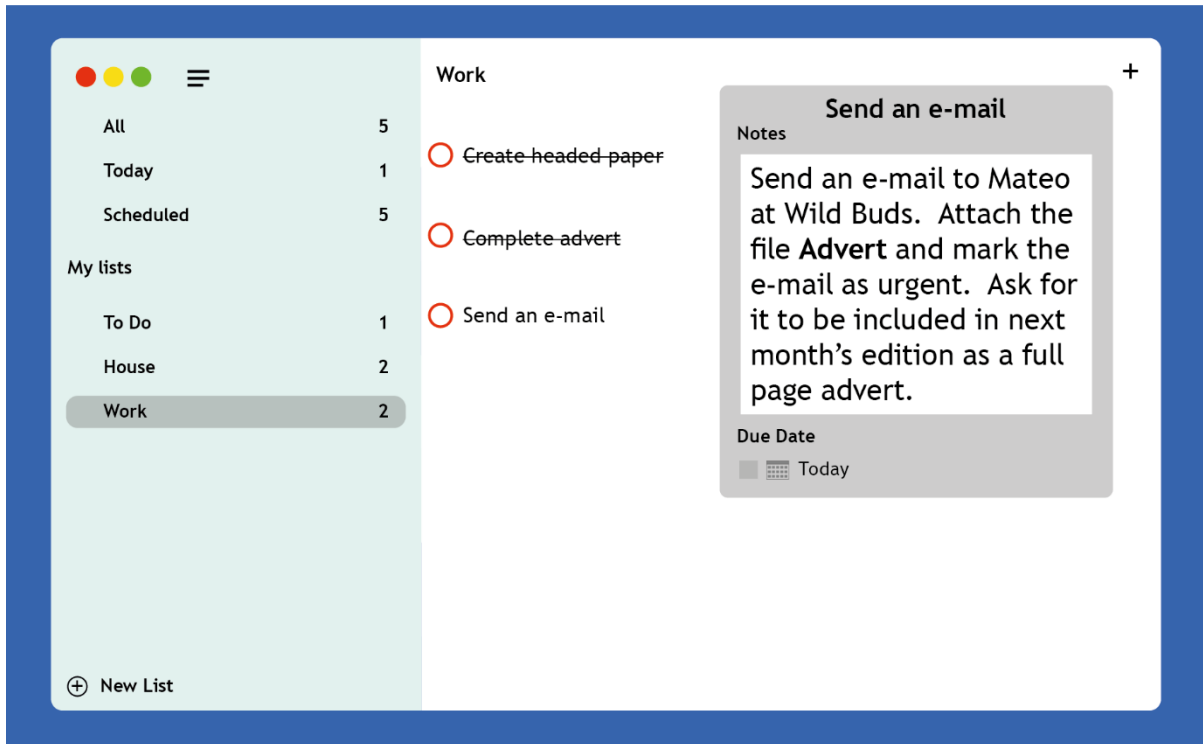 All 5
Today 1
Scheduled 5
My lists
To Do 1
House 2
Work 2
New List
Work
Create headed paper
Complete advert
Send an e-mail
Send an e-mail
Notes
Send an e-mail to Mateo
at Wild Buds.  Attach the
file Advert and mark the
e-mail as urgent.  Ask for
it to be included in next
month’s edition as a full
page advert.
Due Date
Today